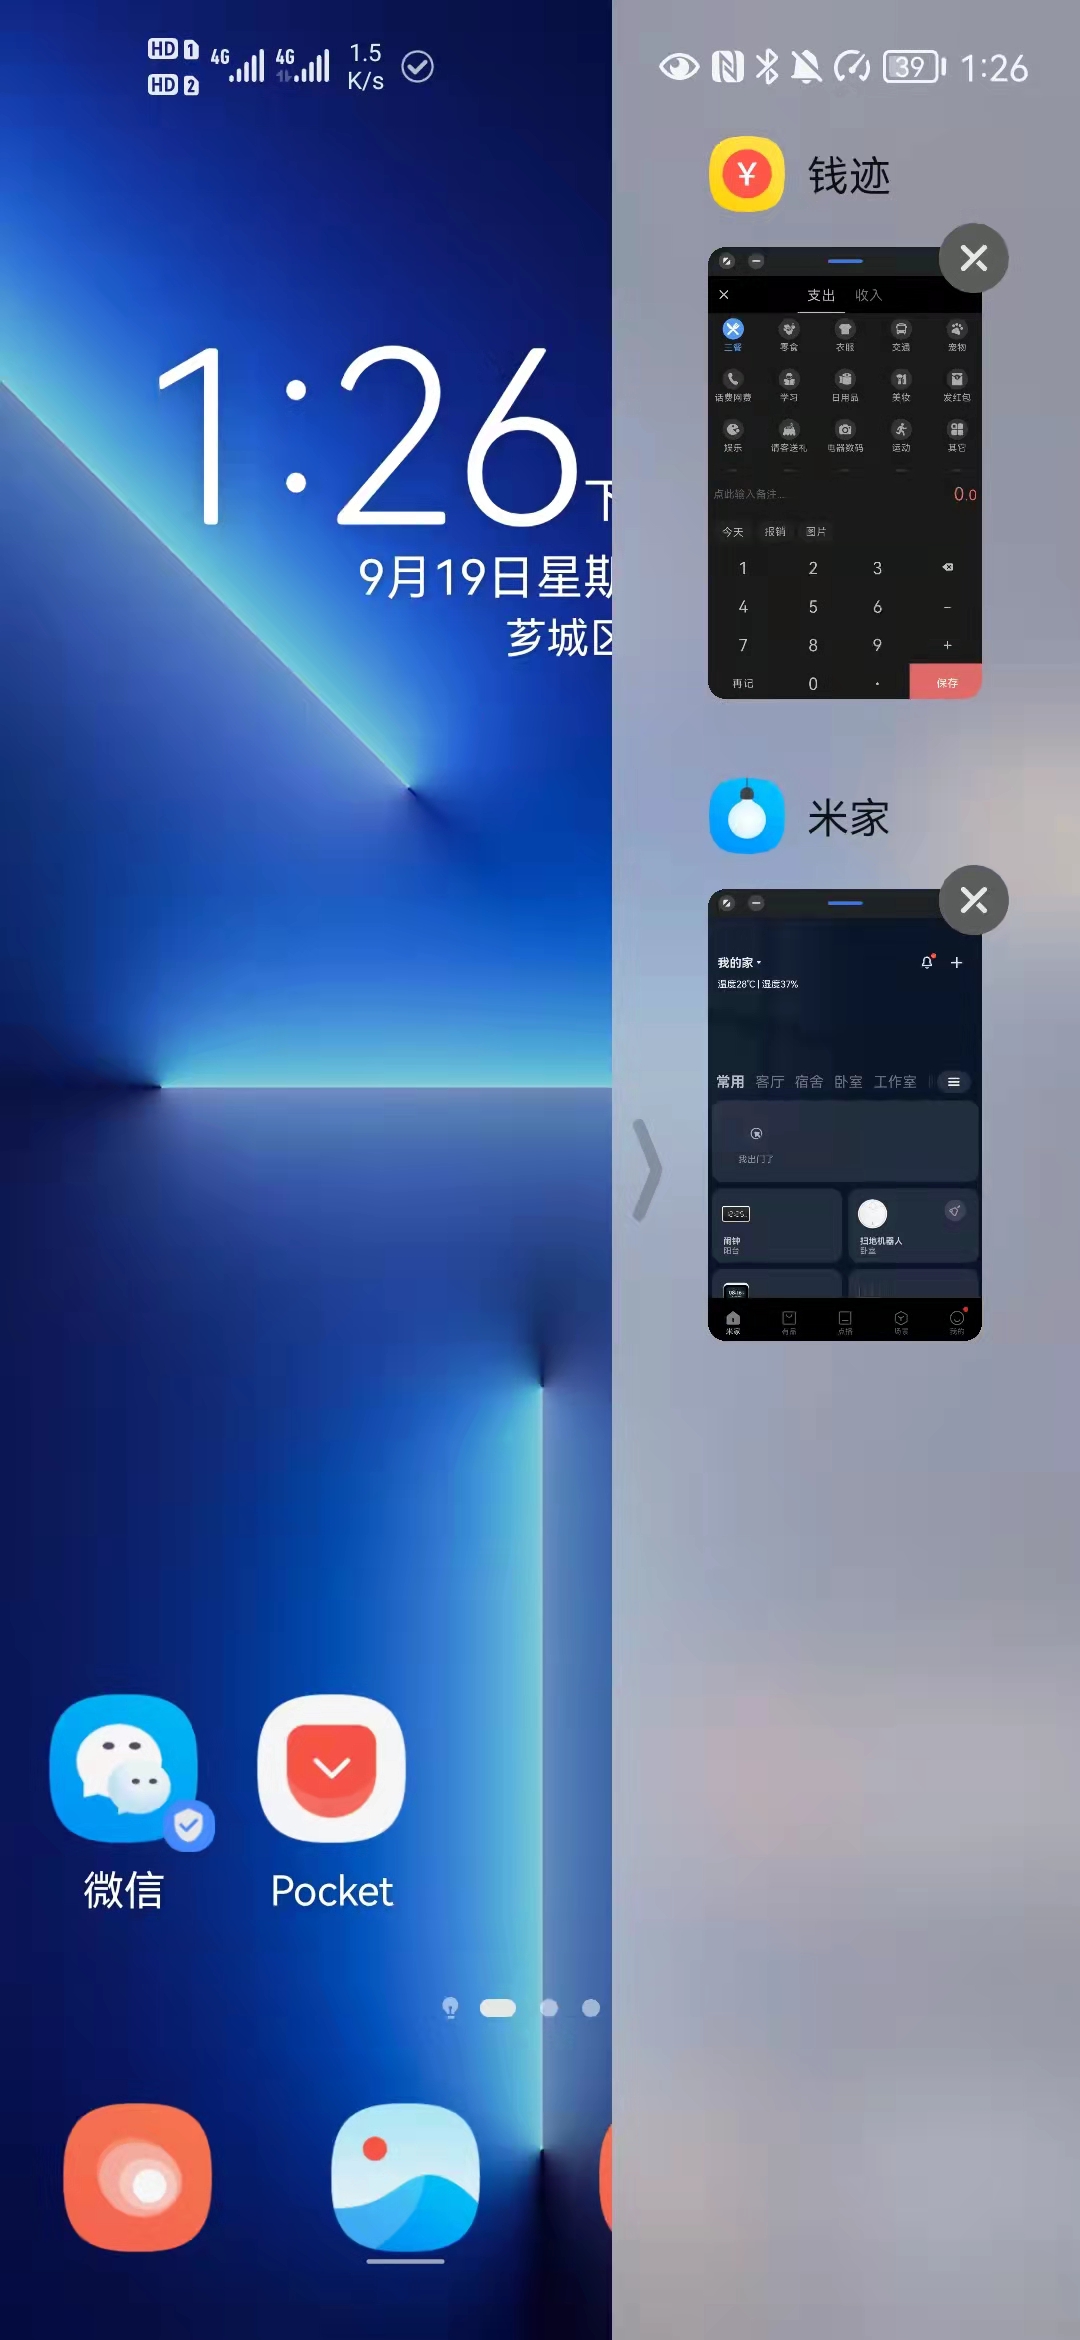 HD 1 4G 4G 1.5
HD 2 K/s
39 1:26
1:26下
9月19日星期
芗城区
钱迹
支出 收入
三餐 零食 衣服 交通 宠物
话费网费 学习 日用品 美妆 发红包
娱乐 请客送礼 电器数码 运动 其它
点此输入备注... 0.0
今天 报销 图片
1 2 3
4 5 6 -
7 8 9 +
再记 0 . 保存
米家
我的家
温度28℃ | 湿度37%
常用 客厅 宿舍 卧室 工作室
我出门了
闹钟
阳台
扫地机器人
卧室
米家 有品 场景 我的
微信
Pocket